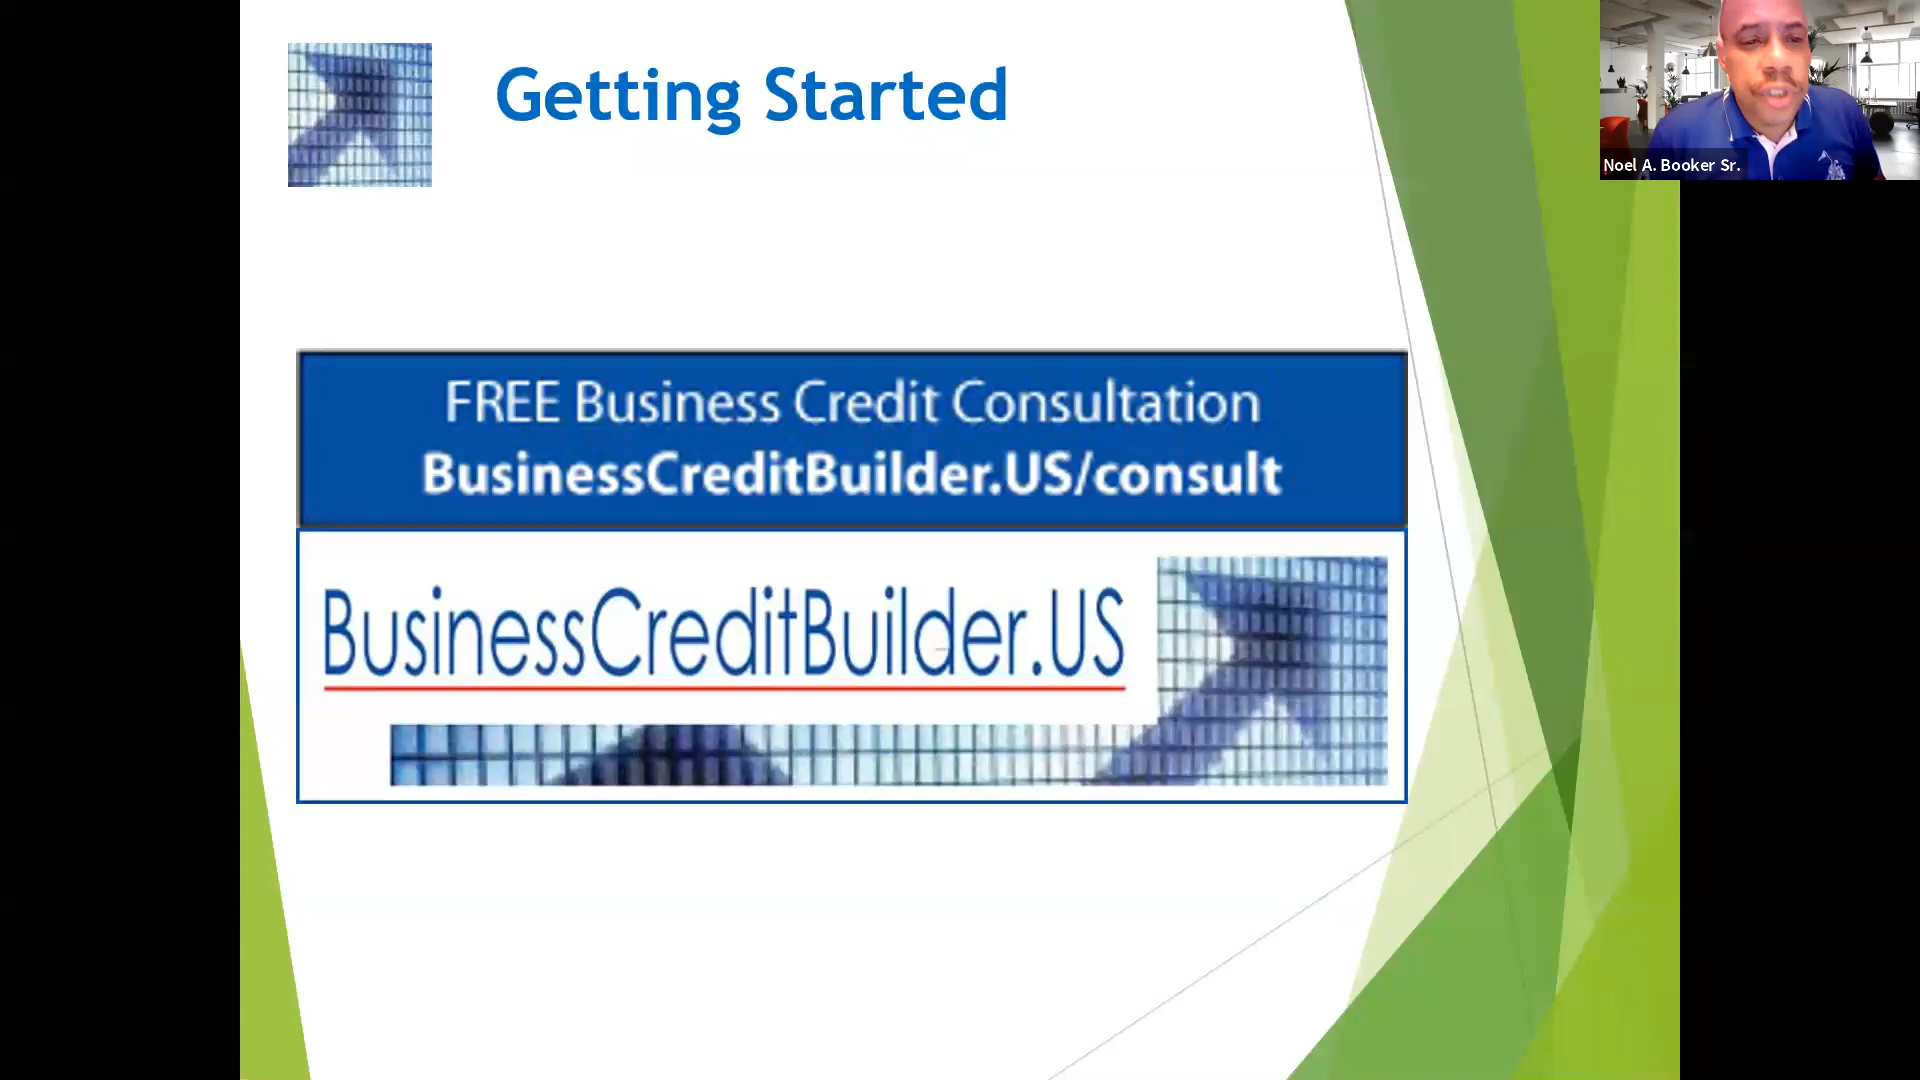 Getting Started
Noel A. Booker Sr.
FREE Business Credit Consultation
BusinessCreditBuilder.US/consult
BusinessCreditBuilder.US